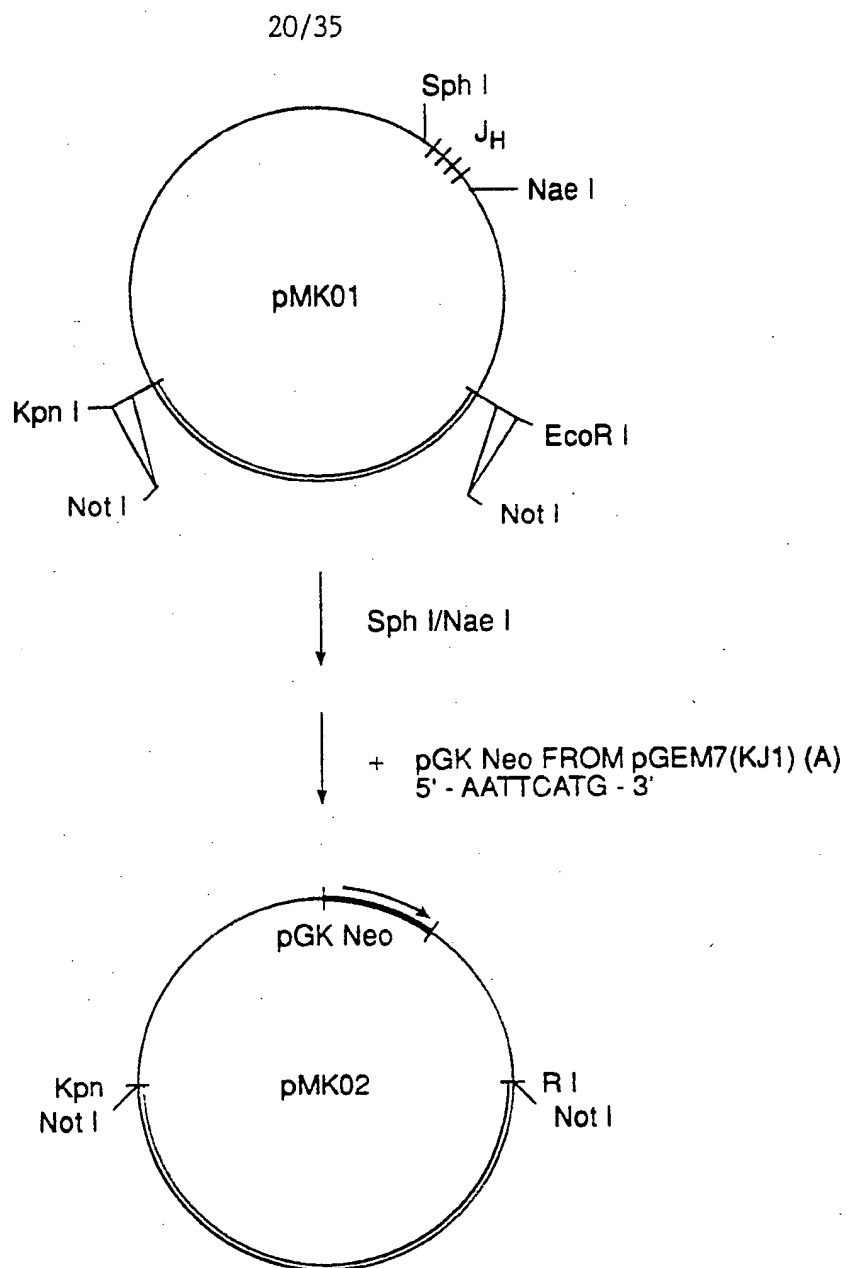 20/35
Sph I
J_H
Nae I
pMK01
Kpn I
EcoR I
Not I
Not I
Sph I/Nae I
+ pGK Neo FROM pGEM7(KJ1) (A)
5' - AATTCATG - 3'
pGK Neo
Kpn
Not I
pMK02
R I
Not I